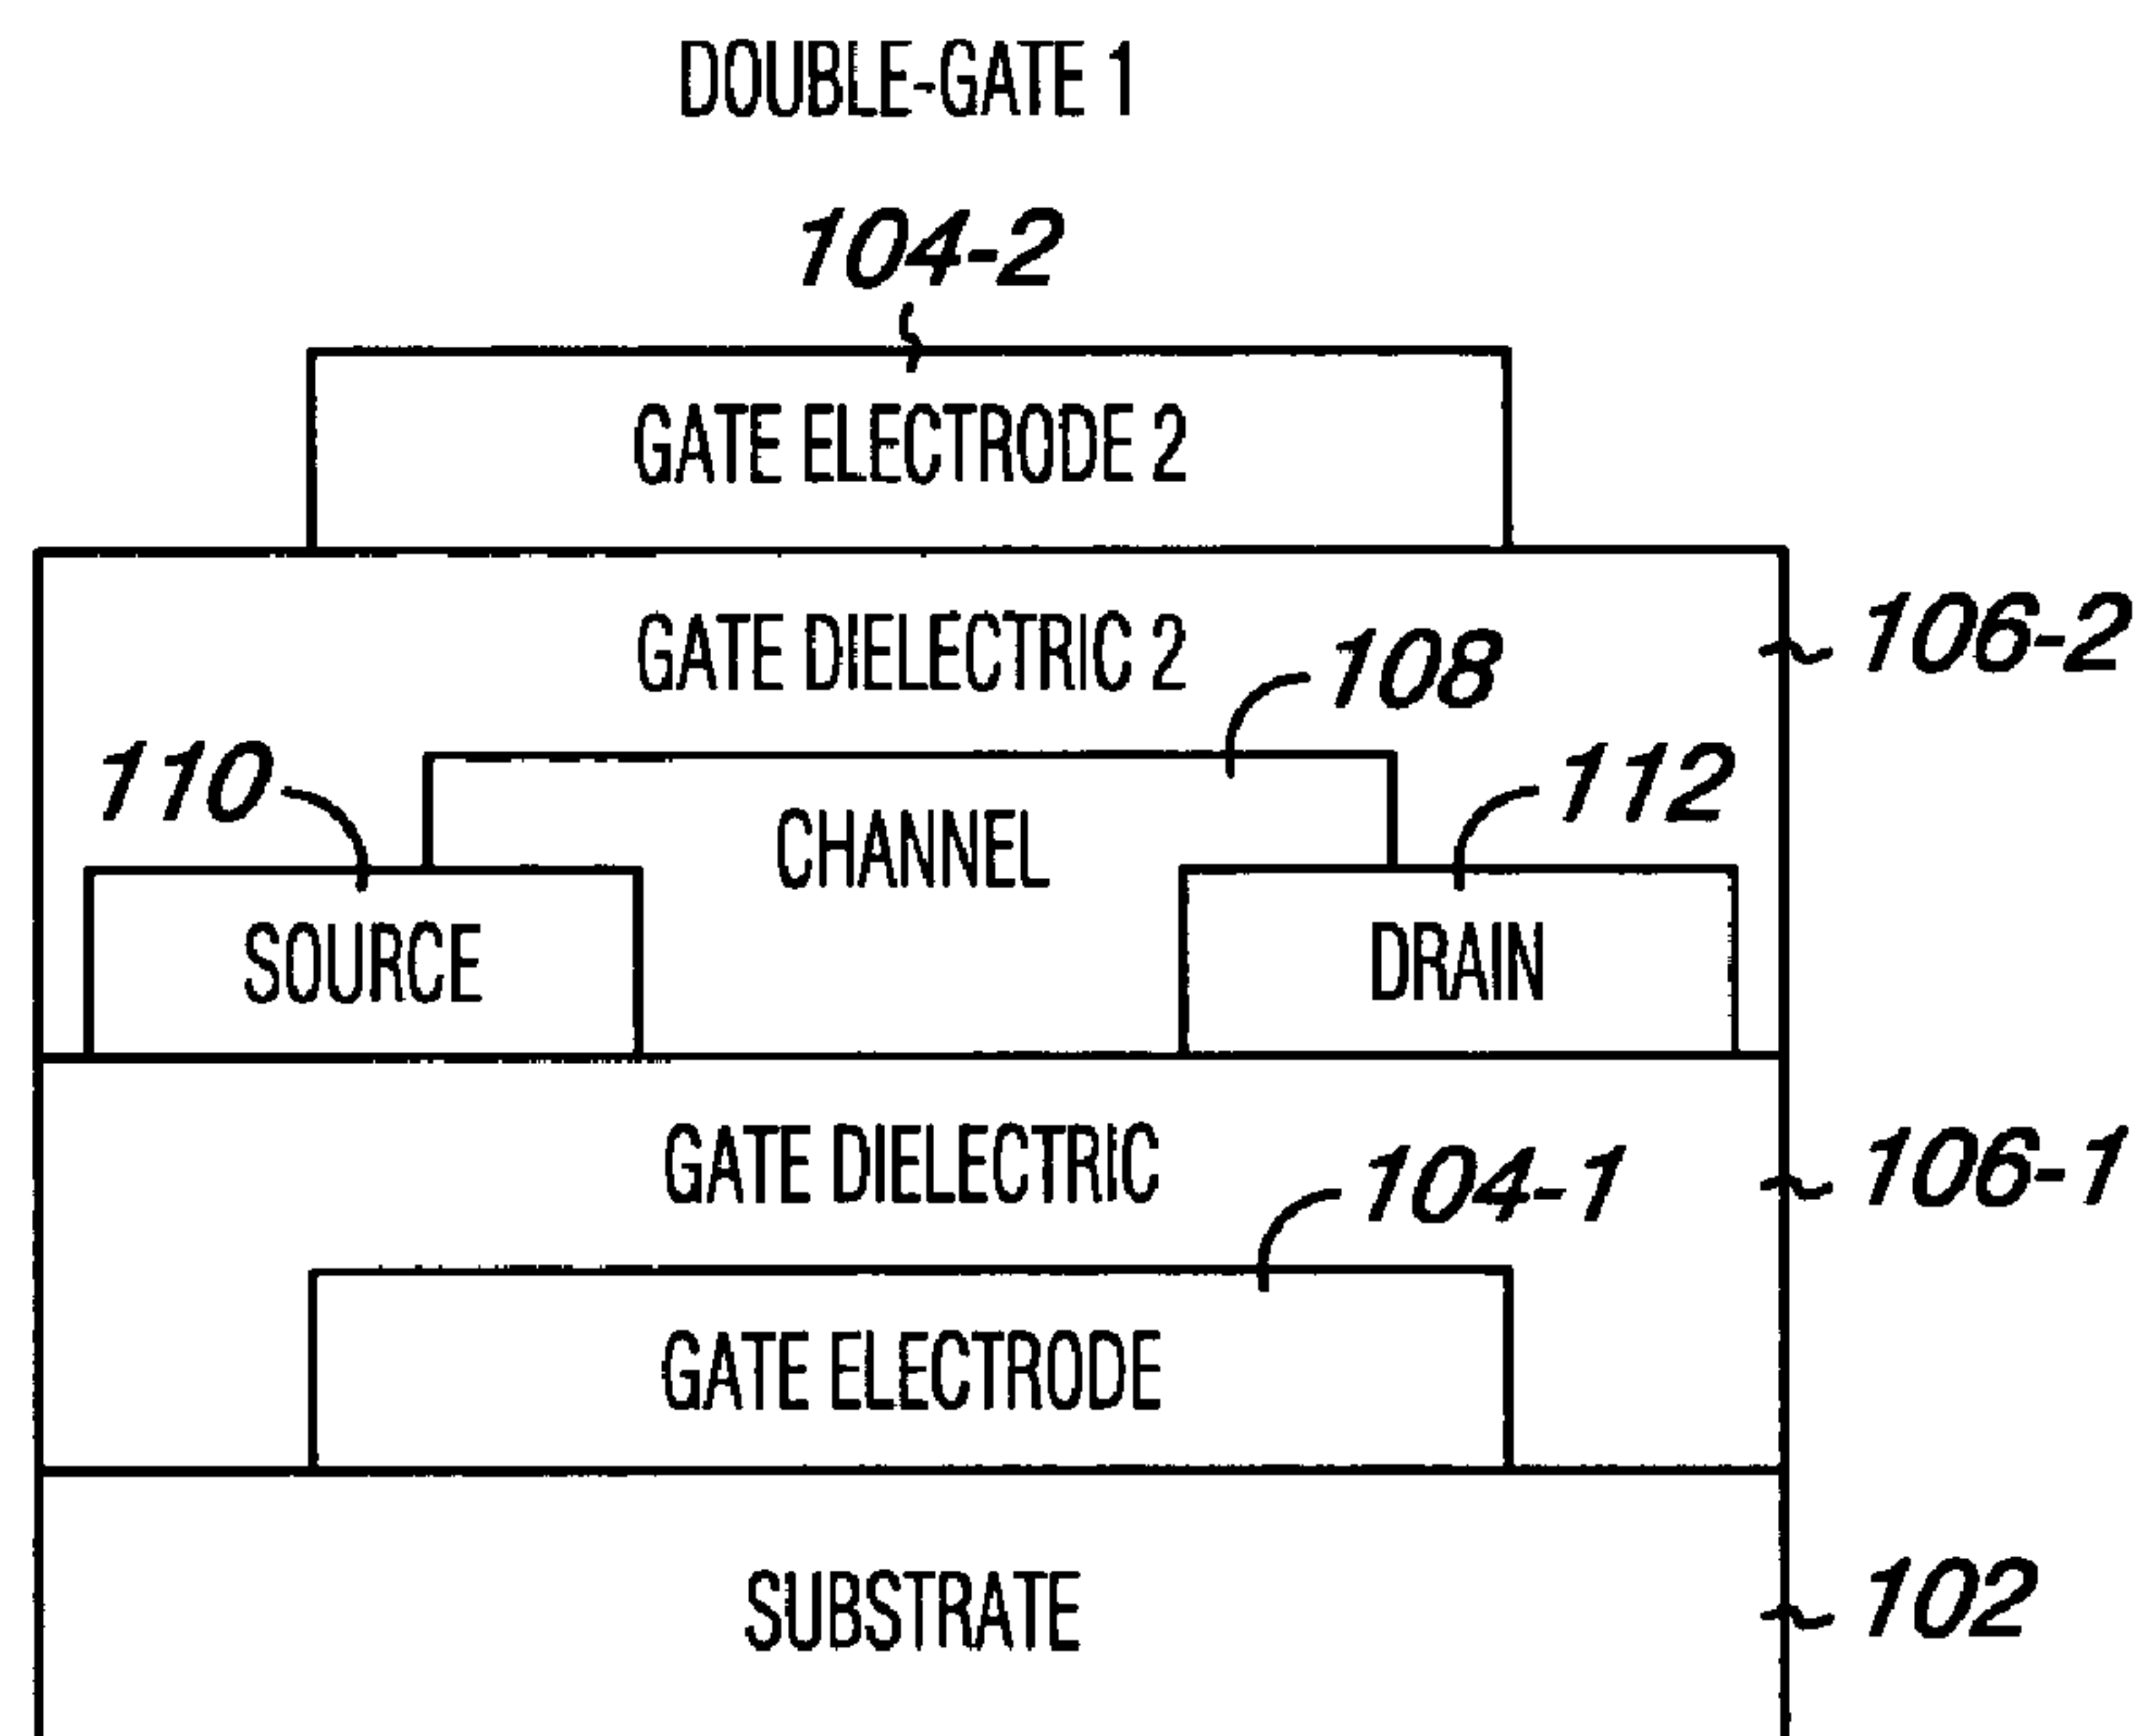 DOUBLE-GATE 1
104-2
GATE ELECTRODE 2
GATE DIELECTRIC 2
106-2
108
110
112
CHANNEL
SOURCE
DRAIN
GATE DIELECTRIC
104-1
106-1
GATE ELECTRODE
SUBSTRATE
102